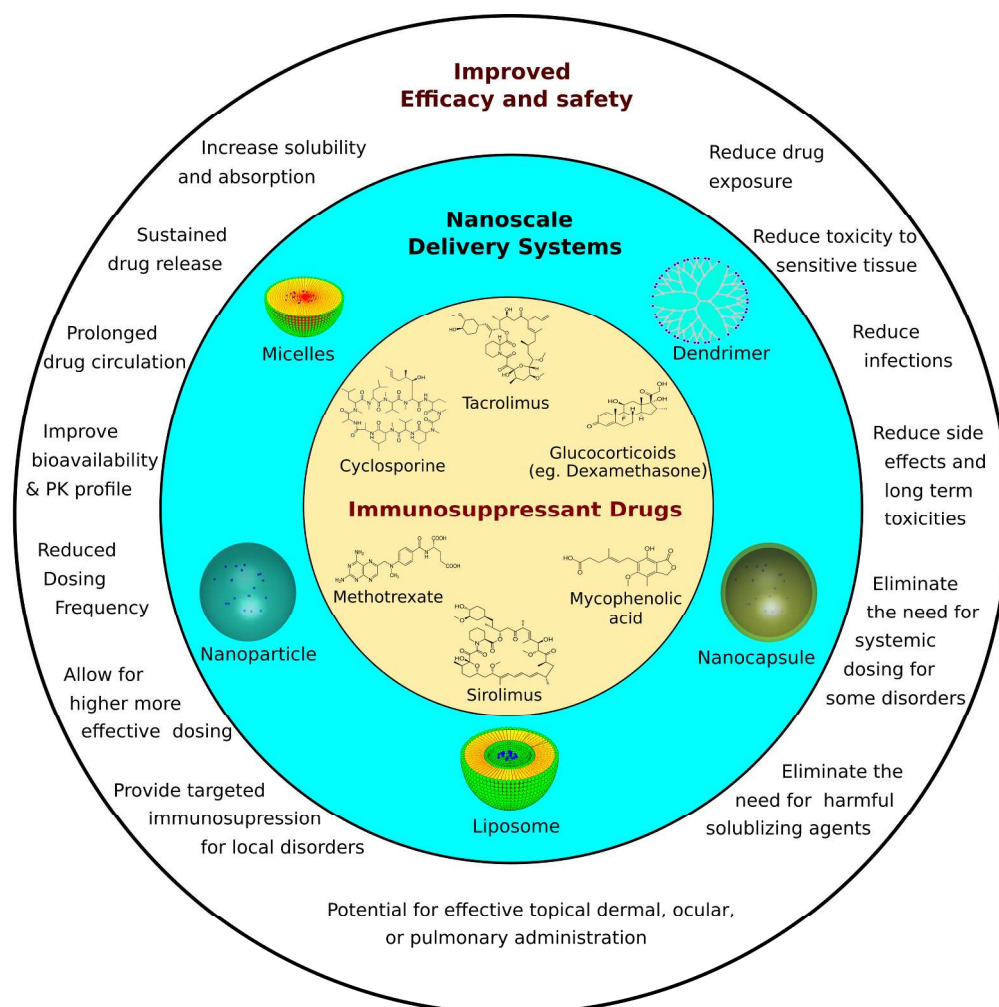 Improved
Efficacy and safety
Increase solubility
and absorption
Sustained
drug release
Prolonged
drug circulation
Improve
bioavailability
& PK profile
Reduced
Dosing
Frequency
Allow for
higher more
effective dosing
Provide targeted
immunosupression
for local disorders
Potential for effective topical dermal, ocular,
or pulmonary administration
Reduce drug
exposure
Reduce toxicity to
sensitive tissue
Reduce
infections
Reduce side
effects and
long term
toxicities
Eliminate
the need for
systemic
dosing for
some disorders
Eliminate the
need for harmful
solublizing agents
Nanoscale
Delivery Systems
Micelles
Dendrimer
Nanoparticle
Nanocapsule
Liposome
Tacrolimus
Cyclosporine
Glucocorticoids
(eg. Dexamethasone)
Immunosuppressant Drugs
Methotrexate
Mycophenolic
acid
Sirolimus